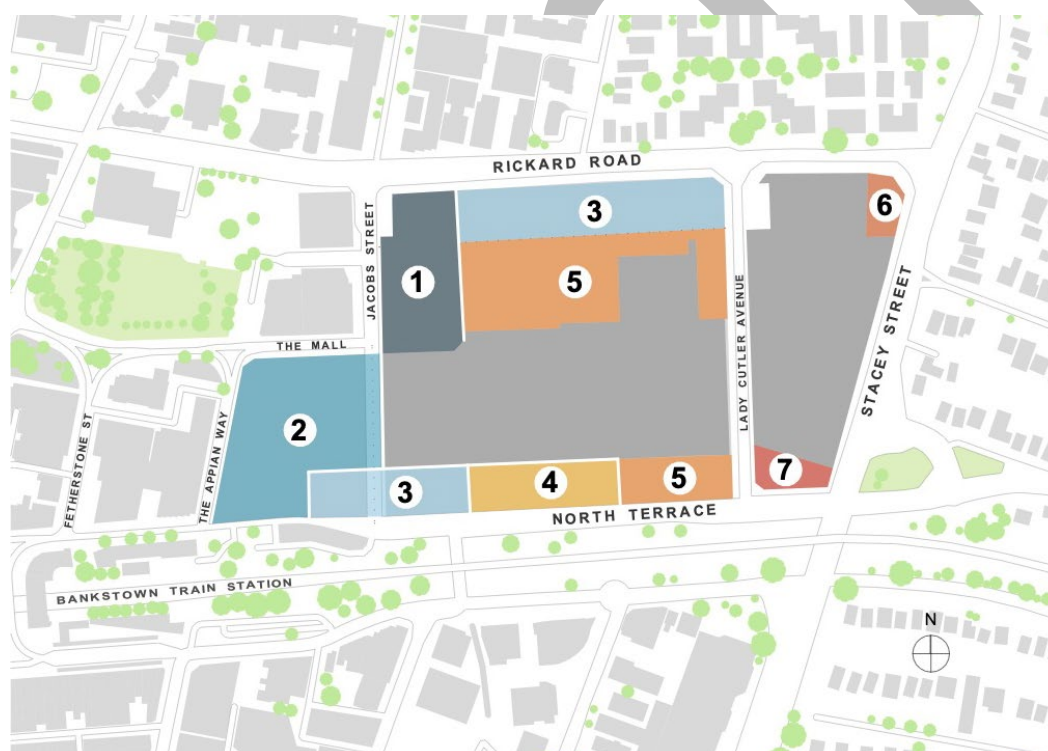 RICKARD ROAD
3
6
JACOBS STREET
1
5
LADY CUTLER AVENUE
STACEY STREET
THE MALL
2
FETHERSTONE ST
THE APPIAN WAY
3
4
5
7
NORTH TERRACE
BANKSTOWN TRAIN STATION
N